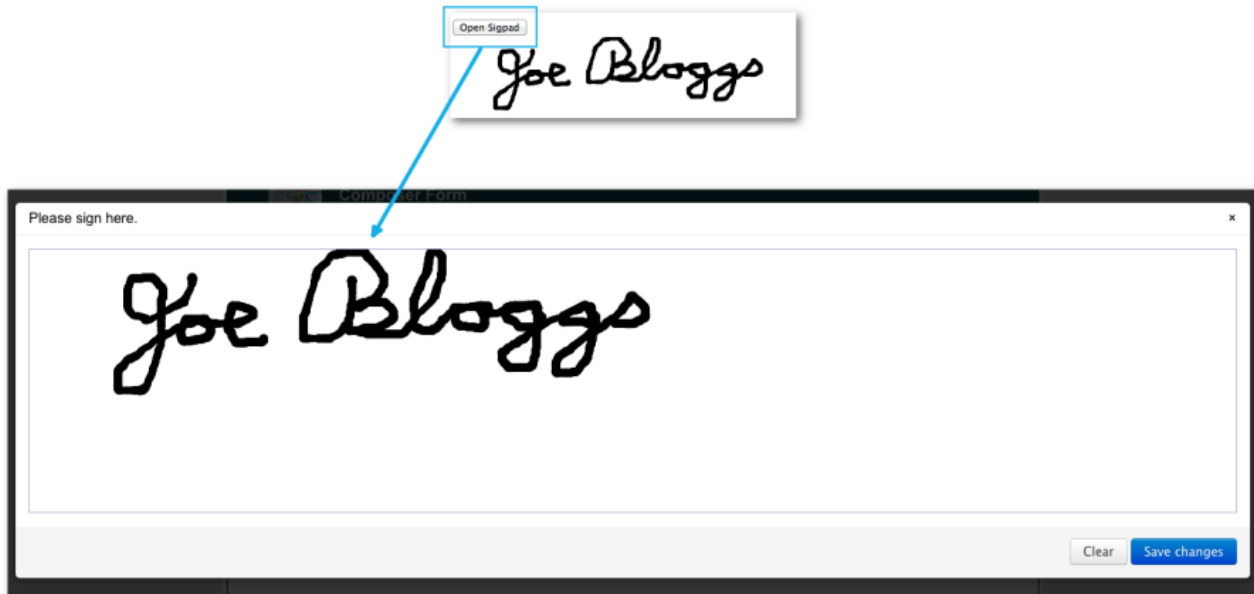 Open Sigpad
Joe Bloggs
Composer Form
Please sign here.
×
Joe Bloggs
Clear
Save changes